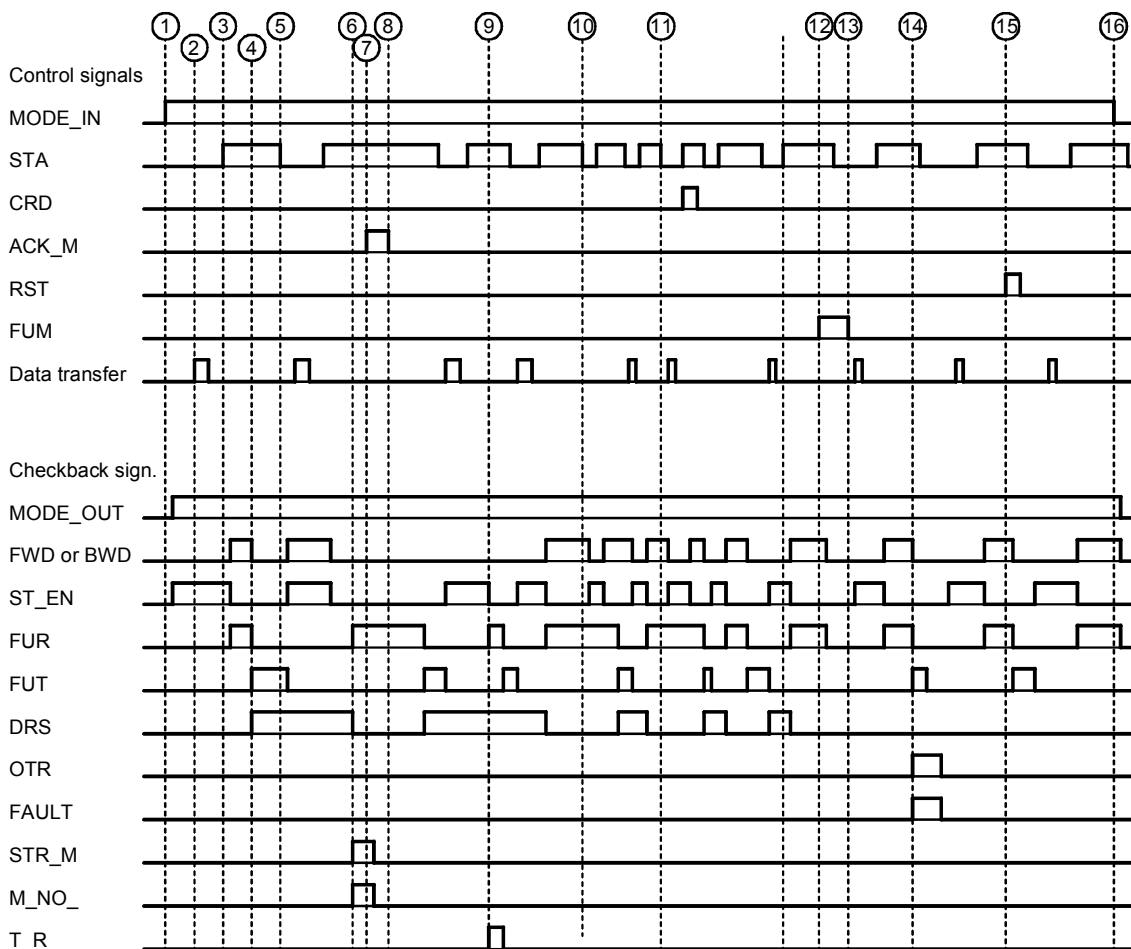 1 3 5 6 8 9 10 11 12 13 14 15 16
2 4 7
Control signals
MODE_IN
STA
CRD
ACK_M
RST
FUM
Data transfer
Checkback sign.
MODE_OUT
FWD or BWD
ST_EN
FUR
FUT
DRS
OTR
FAULT
STR_M
M_NO_
T_R